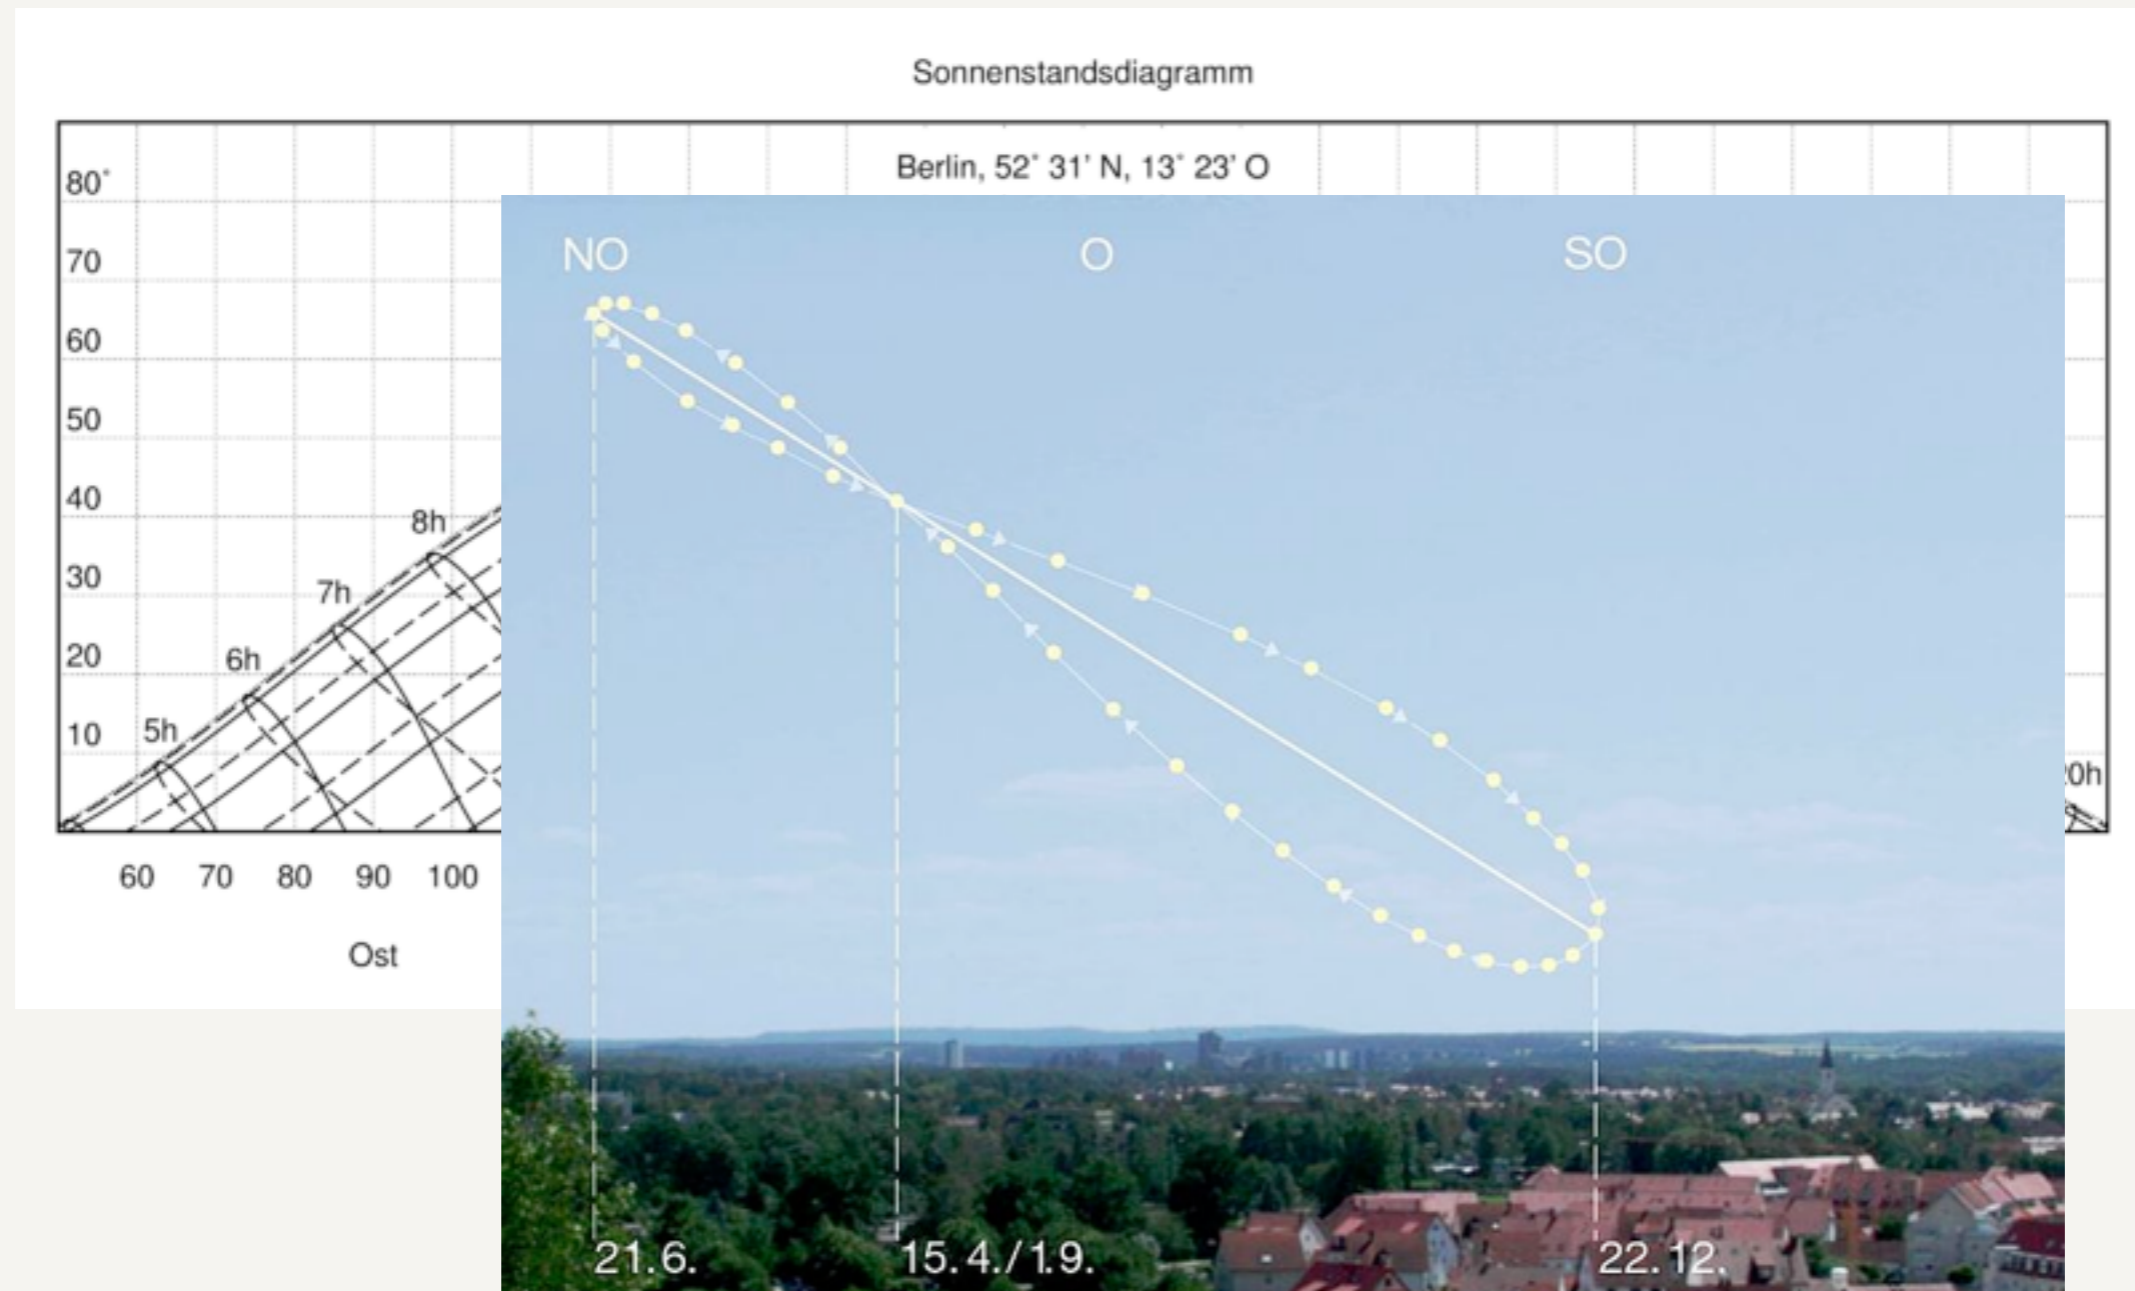 Sonnenstandsdiagramm
Berlin, 52° 31' N, 13° 23' O
80°
70
60
50
40
30
20
10
8h
7h
6h
5h
60 70 80 90 100
Ost
NO O SO
21.6. 15.4./1.9. 22.12.